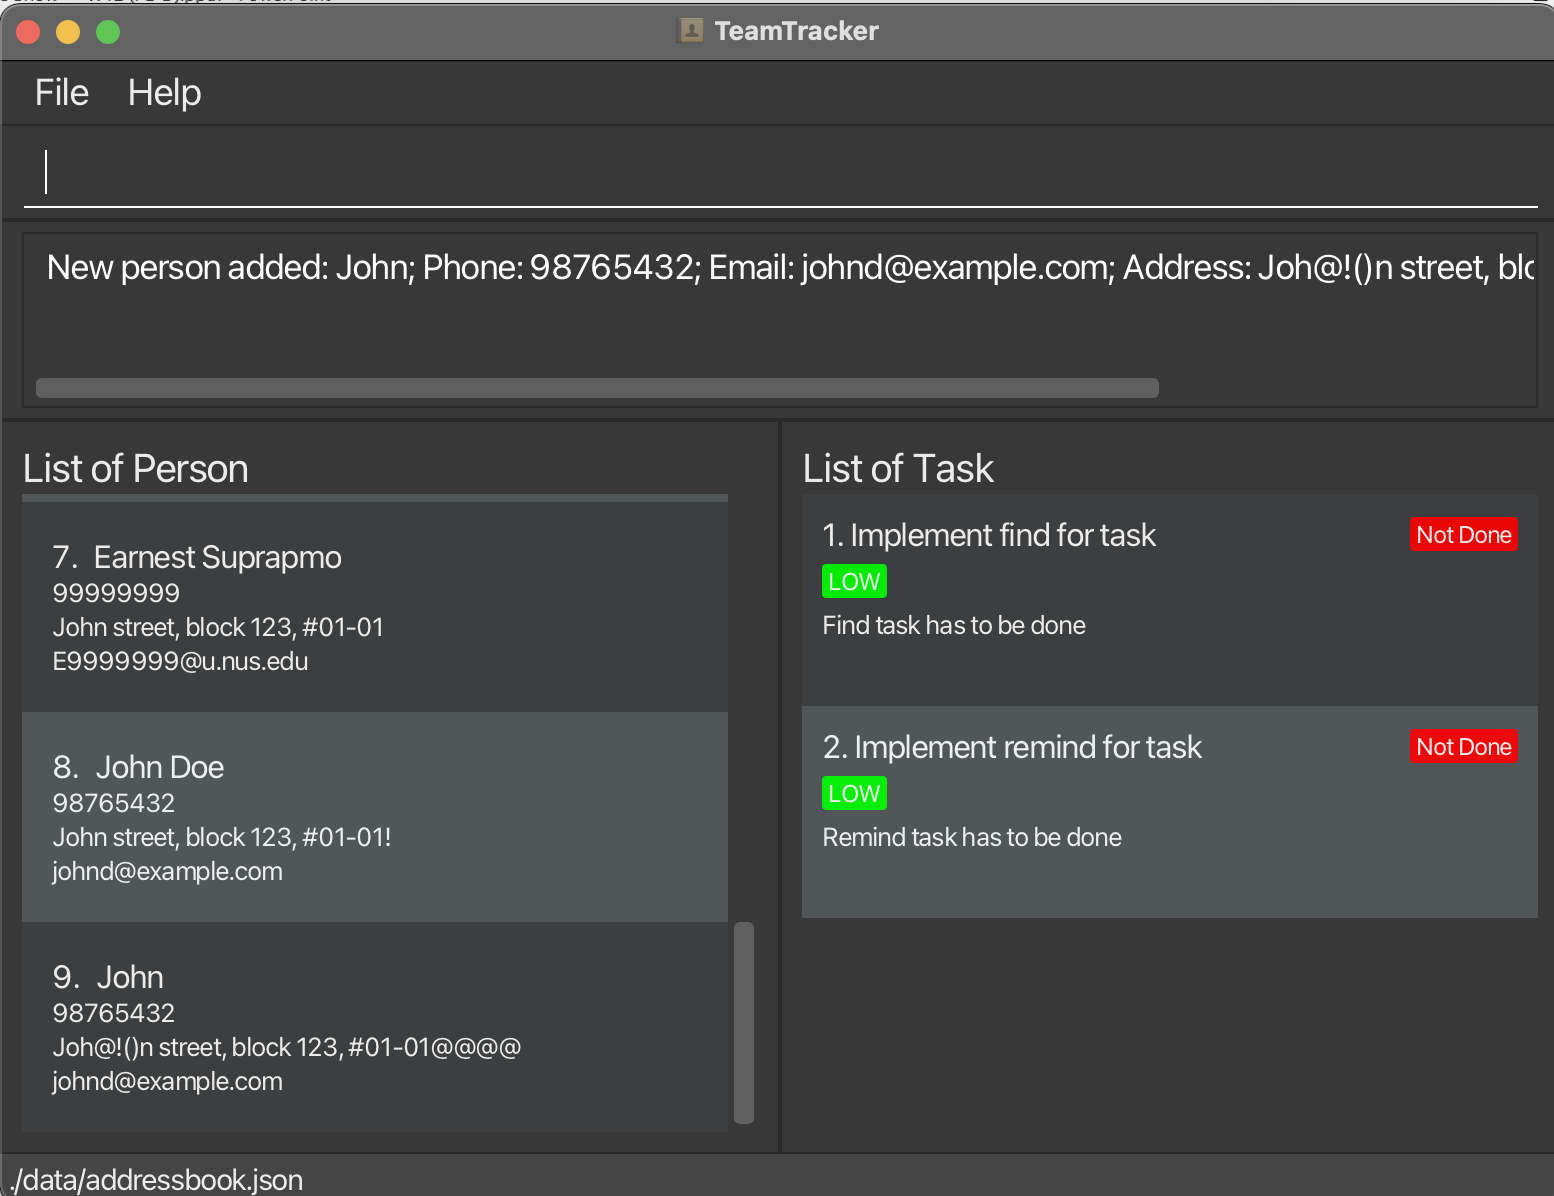 TeamTracker
File Help
New person added: John; Phone: 98765432; Email: johnd@example.com; Address: Joh@!()n street, blo
List of Person
7. Earnest Suprapmo
99999999
John street, block 123, #01-01
E9999999@u.nus.edu
8. John Doe
98765432
John street, block 123, #01-01!
johnd@example.com
9. John
98765432
Joh@!()n street, block 123, #01-01@@@@
johnd@example.com
List of Task
1. Implement find for task
Not Done
LOW
Find task has to be done
2. Implement remind for task
Not Done
LOW
Remind task has to be done
./data/addressbook.json